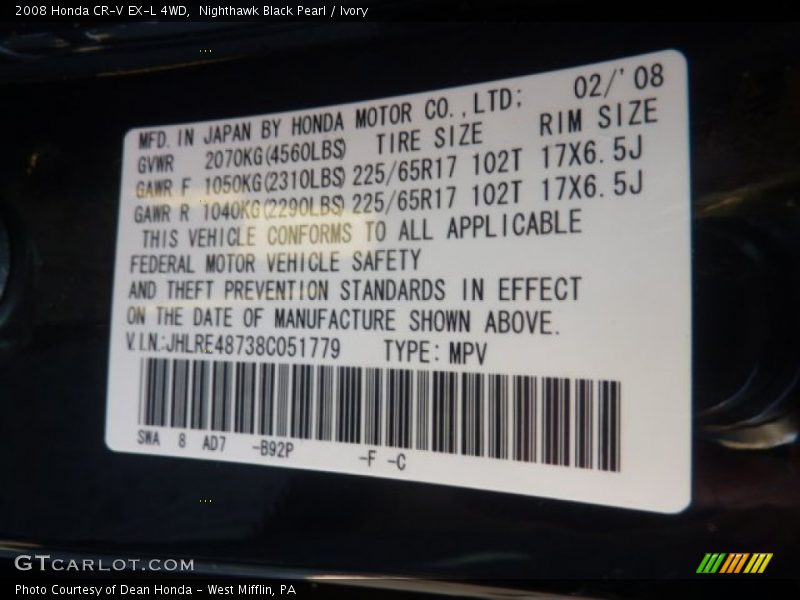 2008 Honda CR-V EX-L 4WD,  Nighthawk Black Pearl / Ivory
MFD. IN JAPAN BY HONDA MOTOR CO.,LTD; 02/'08
GVWR 2070KG(4560LBS) TIRE SIZE RIM SIZE
GAWR F 1050KG(2310LBS) 225/65R17 102T 17X6.5J
GAWR R 1040KG(2290LBS) 225/65R17 102T 17X6.5J
THIS VEHICLE CONFORMS TO ALL APPLICABLE
FEDERAL MOTOR VEHICLE SAFETY
AND THEFT PREVENTION STANDARDS IN EFFECT
ON THE DATE OF MANUFACTURE SHOWN ABOVE.
V.I.N.:JHLRE48738C051779 TYPE: MPV
SWA 8 AD7 -B92P -F -C
GTCARLOT.COM
Photo Courtesy of Dean Honda - West Mifflin, PA